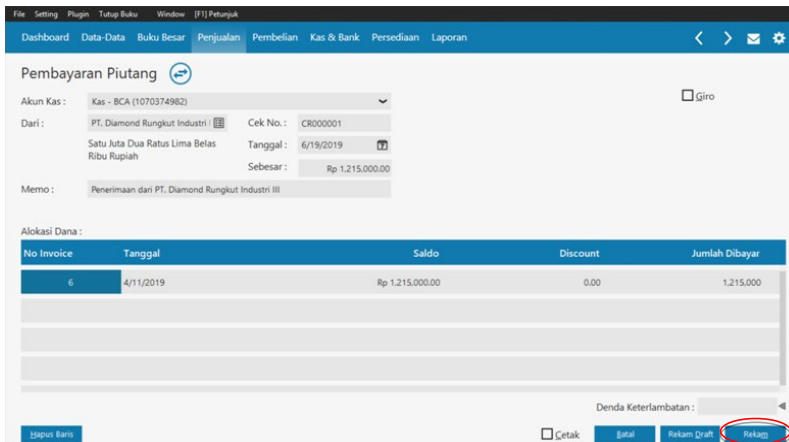 File Setting Plugin Tutup Buku Window [F1] Petunjuk
Dashboard Data-Data Buku Besar Penjualan Pembelian Kas & Bank Persediaan Laporan
Pembayaran Piutang
Akun Kas : Kas - BCA (1070374982) Giro
Dari : PT. Diamond Rungkut Industri Cek No. : CR000001
Satu Juta Dua Ratus Lima Belas Tanggal : 6/19/2019
Ribu Rupiah
Sebesar : Rp 1.215.000.00
Memo : Penerimaan dari PT. Diamond Rungkut Industri III
Alokasi Dana :
No Invoice Tanggal Saldo Discount Jumlah Dibayar
6 4/11/2019 Rp 1.215.000.00 0.00 1,215,000
Denda Keterlambatan :
Hapus Baris Cetak Batal Rekam Draft Rekam